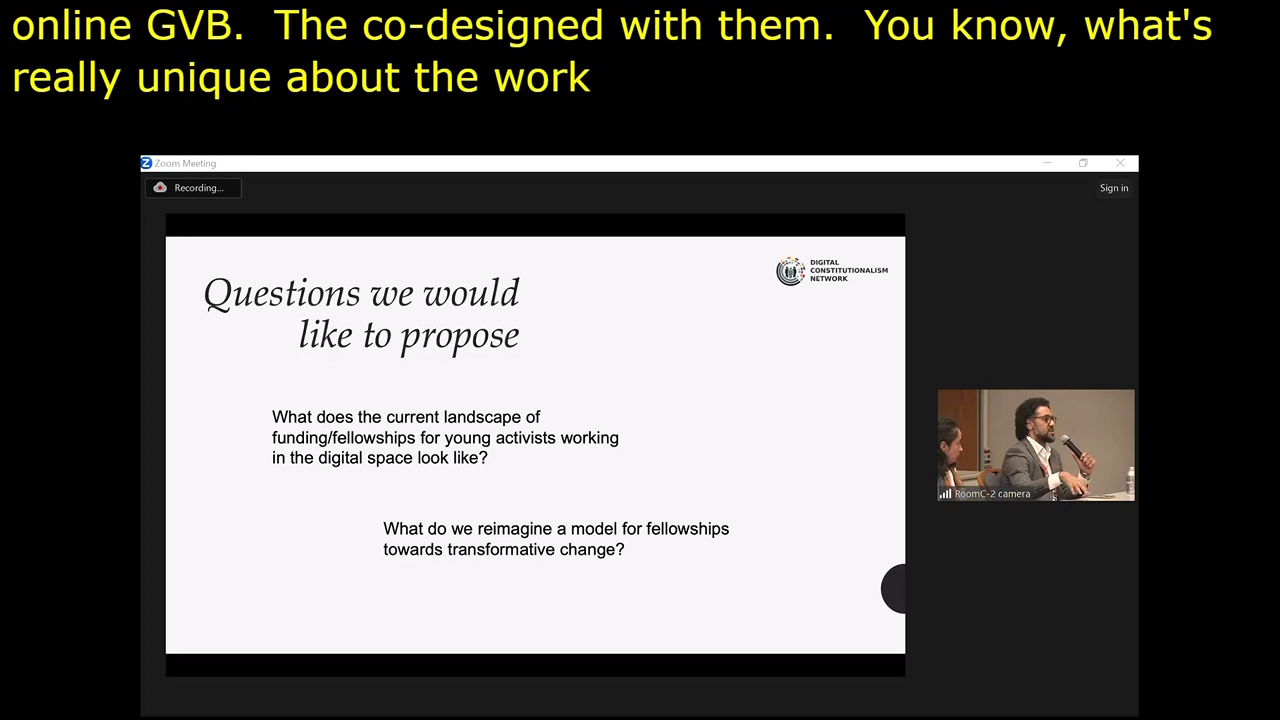 online GVB.  The co-designed with them.  You know, what's
really unique about the work
Zoom Meeting
Recording...
Sign in
DIGITAL
CONSTITUTIONALISM
NETWORK
Questions we would
like to propose
What does the current landscape of
funding/fellowships for young activists working
in the digital space look like?
What do we reimagine a model for fellowships
towards transformative change?
RoomC-2 camera